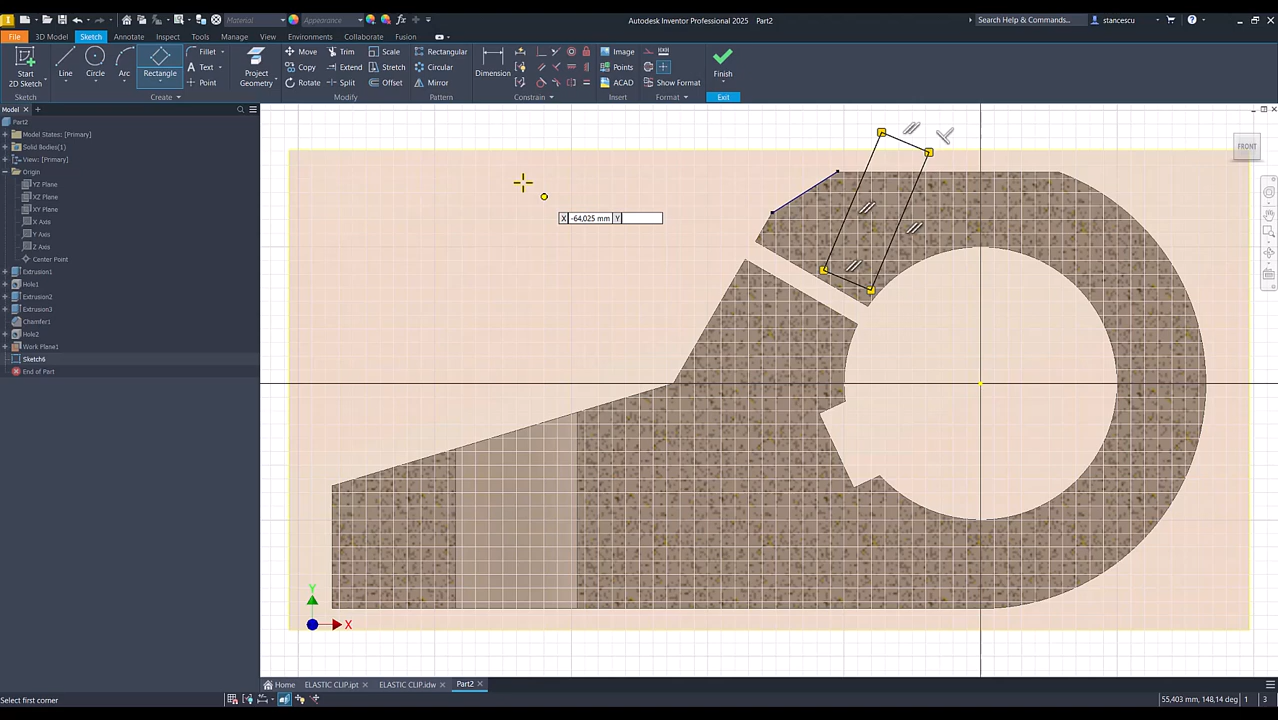 Material
Appearance
Autodesk Inventor Professional 2025 Part2
Search Help & Commands...
stancescu
File 3D Model Sketch Annotate Inspect Tools Manage View Environments Collaborate Fusion
Start
2D Sketch
Line
Circle
Arc
Rectangle
Fillet
Text
Point
Project
Geometry
Move
Copy
Rotate
Trim
Extend
Split
Scale
Stretch
Offset
Rectangular
Circular
Mirror
Dimension
Image
Points
ACAD
Show Format
Finish
Sketch Create Modify Pattern Constrain Insert Format Exit
Model
Part2
Model States: [Primary]
Solid Bodies(1)
View: [Primary]
Origin
YZ Plane
XZ Plane
XY Plane
X Axis
Y Axis
Z Axis
Center Point
Extrusion1
Hole1
Extrusion2
Extrusion3
Chamfer1
Hole2
Work Plane1
Sketch6
End of Part
FRONT
X -64,025 mm Y
Y
X
Home ELASTIC CLIP.ipt ELASTIC CLIP.idw Part2
Select first corner
55,403 mm, 148,14 deg 1 3